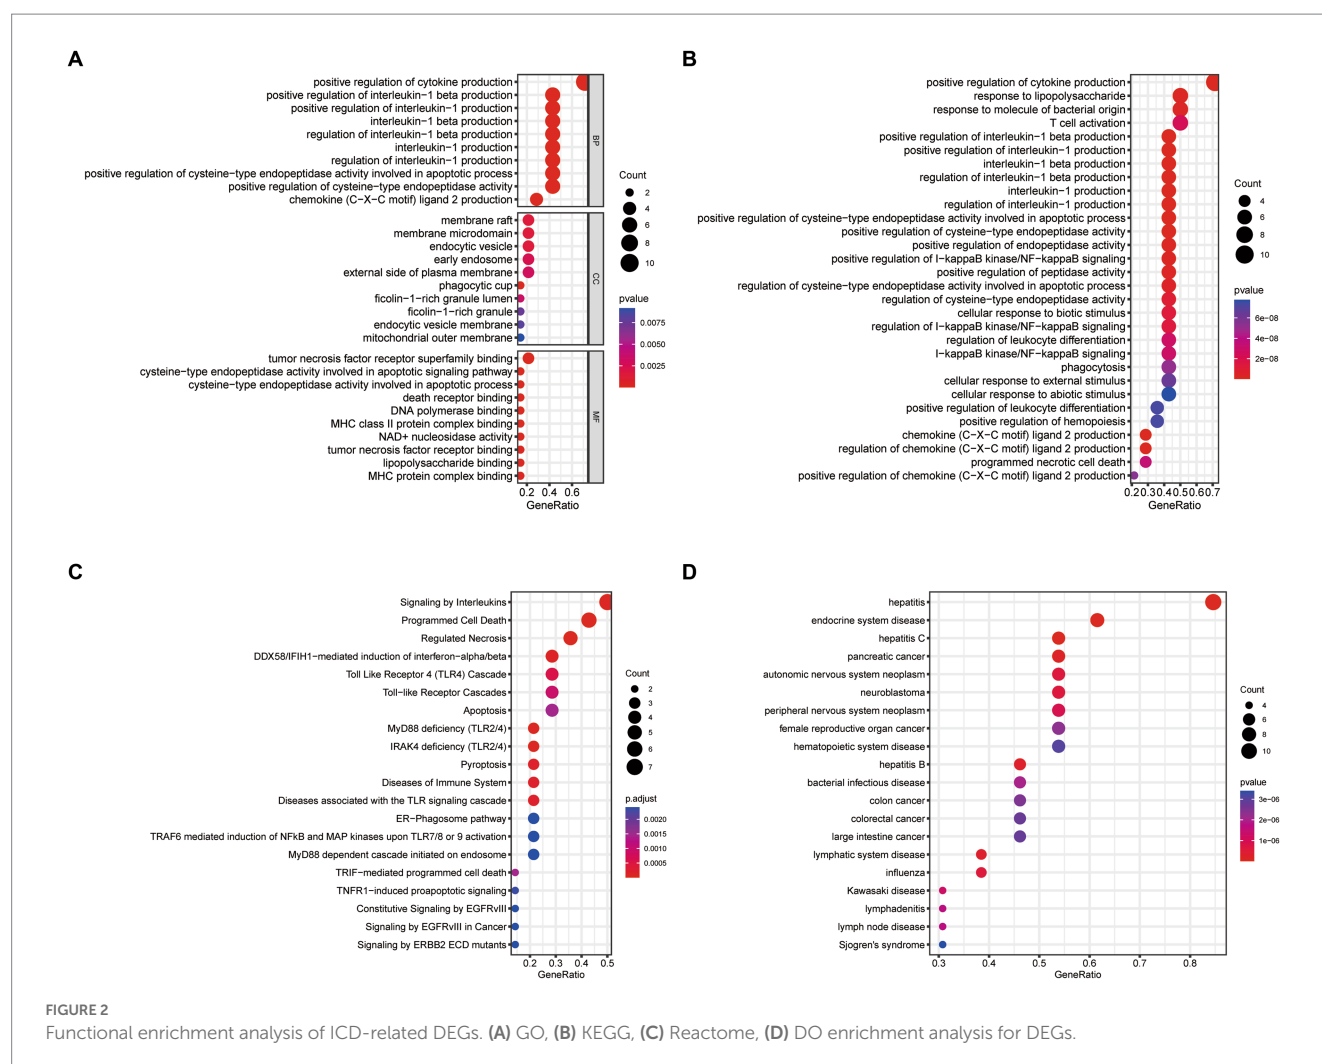 A
positive regulation of cytokine production
positive regulation of interleukin−1 beta production
positive regulation of interleukin−1 production
interleukin−1 beta production
regulation of interleukin−1 beta production
interleukin−1 production
regulation of interleukin−1 production
positive regulation of cysteine−type endopeptidase activity involved in apoptotic process
positive regulation of cysteine−type endopeptidase activity
chemokine (C−X−C motif) ligand 2 production
BP
membrane raft
membrane microdomain
endocytic vesicle
early endosome
external side of plasma membrane
phagocytic cup
ficolin−1−rich granule lumen
ficolin−1−rich granule
endocytic vesicle membrane
mitochondrial outer membrane
CC
tumor necrosis factor receptor superfamily binding
cysteine−type endopeptidase activity involved in apoptotic signaling pathway
cysteine−type endopeptidase activity involved in apoptotic process
death receptor binding
DNA polymerase binding
MHC class II protein complex binding
NAD+ nucleosidase activity
tumor necrosis factor receptor binding
lipopolysaccharide binding
MHC protein complex binding
MF
0.2 0.4 0.6
GeneRatio
Count
2
4
6
8
10
pvalue
0.0075
0.0050
0.0025
B
positive regulation of cytokine production
response to lipopolysaccharide
response to molecule of bacterial origin
T cell activation
positive regulation of interleukin−1 beta production
positive regulation of interleukin−1 production
interleukin−1 beta production
regulation of interleukin−1 beta production
interleukin−1 production
regulation of interleukin−1 production
positive regulation of cysteine−type endopeptidase activity involved in apoptotic process
positive regulation of cysteine−type endopeptidase activity
positive regulation of endopeptidase activity
positive regulation of I−kappaB kinase/NF−kappaB signaling
positive regulation of peptidase activity
regulation of cysteine−type endopeptidase activity involved in apoptotic process
regulation of cysteine−type endopeptidase activity
cellular response to biotic stimulus
regulation of I−kappaB kinase/NF−kappaB signaling
regulation of leukocyte differentiation
I−kappaB kinase/NF−kappaB signaling
phagocytosis
cellular response to external stimulus
cellular response to abiotic stimulus
positive regulation of leukocyte differentiation
positive regulation of hemopoiesis
chemokine (C−X−C motif) ligand 2 production
regulation of chemokine (C−X−C motif) ligand 2 production
programmed necrotic cell death
positive regulation of chemokine (C−X−C motif) ligand 2 production
0.2 0.3 0.4 0.5 0.6 0.7
GeneRatio
Count
4
6
8
10
pvalue
6e−08
4e−08
2e−08
C
Signaling by Interleukins
Programmed Cell Death
Regulated Necrosis
DDX58/IFIH1−mediated induction of interferon−alpha/beta
Toll Like Receptor 4 (TLR4) Cascade
Toll−like Receptor Cascades
Apoptosis
MyD88 deficiency (TLR2/4)
IRAK4 deficiency (TLR2/4)
Pyroptosis
Diseases of Immune System
Diseases associated with the TLR signaling cascade
ER−Phagosome pathway
TRAF6 mediated induction of NFkB and MAP kinases upon TLR7/8 or 9 activation
MyD88 dependent cascade initiated on endosome
TRIF−mediated programmed cell death
TNFR1−induced proapoptotic signaling
Constitutive Signaling by EGFRvIII
Signaling by EGFRvIII in Cancer
Signaling by ERBB2 ECD mutants
0.2 0.3 0.4 0.5
GeneRatio
Count
2
3
4
5
6
7
p.adjust
0.0020
0.0015
0.0010
0.0005
D
hepatitis
endocrine system disease
hepatitis C
pancreatic cancer
autonomic nervous system neoplasm
neuroblastoma
peripheral nervous system neoplasm
female reproductive organ cancer
hematopoietic system disease
hepatitis B
bacterial infectious disease
colon cancer
colorectal cancer
large intestine cancer
lymphatic system disease
influenza
Kawasaki disease
lymphadenitis
lymph node disease
Sjogren's syndrome
0.3 0.4 0.5 0.6 0.7 0.8
GeneRatio
Count
4
6
8
10
pvalue
3e−06
2e−06
1e−06
FIGURE 2
Functional enrichment analysis of ICD-related DEGs. (A) GO, (B) KEGG, (C) Reactome, (D) DO enrichment analysis for DEGs.